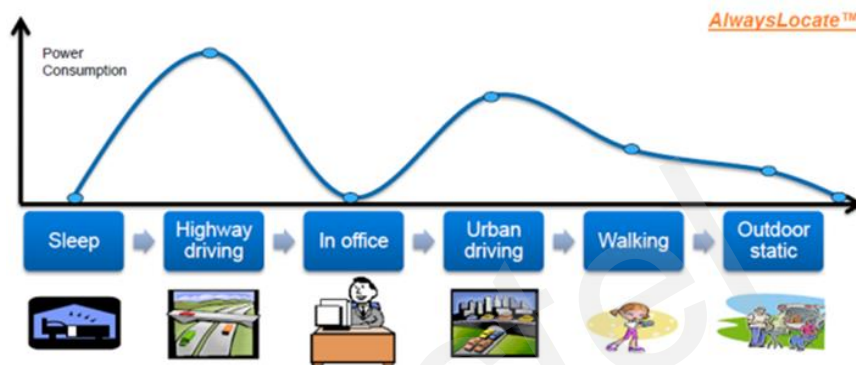 AlwaysLocate™
Power
Consumption
Sleep
Highway
driving
In office
Urban
driving
Walking
Outdoor
static